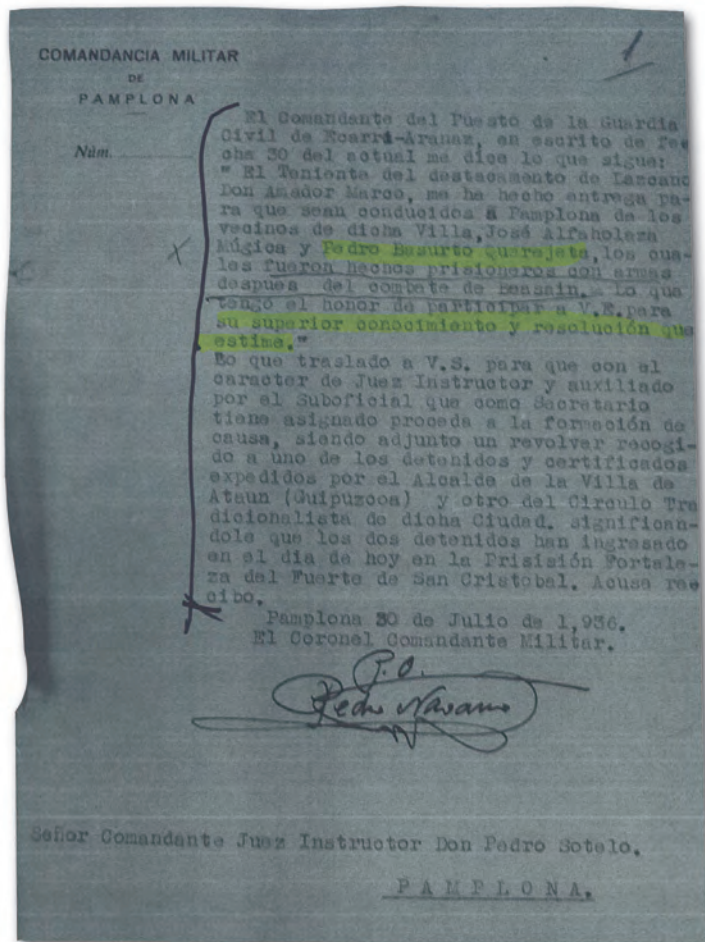 1
COMANDANCIA MILITAR
DE
PAMPLONA
Núm.
El Comandante del Puesto de la Guardia
Civil de Echarri-Aranaz, en escrito de fe
cha 30 del actual me dice lo que sigue:
" El Teniente del destacamento de Lazcano
Don Amador Marco, me ha hecho entrega pa-
ra que sean conducidos a Pamplona de los
vecinos de dicha Villa, José Alfaholeza
Múgica y Pedro Basurto Querejeta, los cua-
les fueron hechos prisioneros con armas
despues del combate de Beasain. Lo que
tengo el honor de participar a V.E. para
su superior conocimiento y resolución que
estime."
Lo que traslado a V.S. para que con el
caracter de Juez Instructor y auxiliado
por el Suboficial que como Secretario
tiene asignado proceda a la formación de
causa, siendo adjunto un revolver recogi-
do a uno de los detenidos y certificados
expedidos por el Alcalde de la Villa de
Ataun (Guipuzcoa) y otro del Circulo Tra
dicionalista de dicha Ciudad. significan-
dole que los dos detenidos han ingresado
en el dia de hoy en la Prisisión Fortale-
za del Fuerte de San Cristobal. Acuse re-
cibo.
Pamplona 30 de Julio de 1,936.
El Coronel Comandante Militar.
P.O.
Pedro Navarro
Señor Comandante Juez Instructor Don Pedro Sotelo.
PAMPLONA.